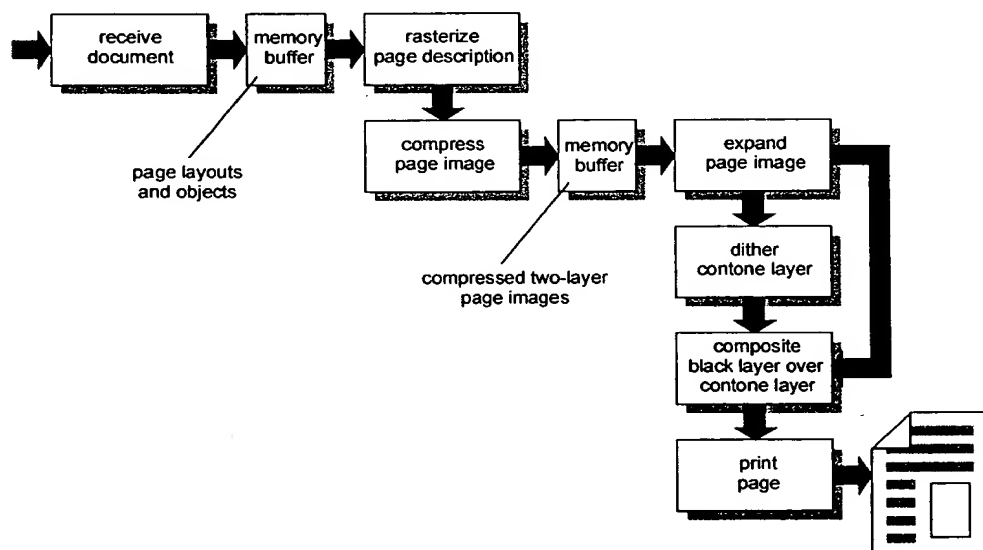 receive
document
memory
buffer
rasterize
page description
page layouts
and objects
compress
page image
memory
buffer
expand
page image
compressed two-layer
page images
dither
contone layer
composite
black layer over
contone layer
print
page